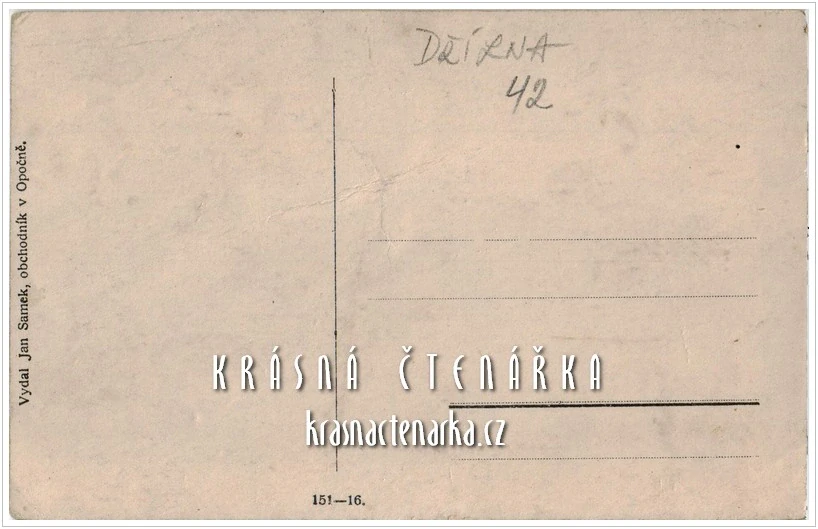 DŘÍRNA
42
Vydal Jan Samek, obchodník v Opočně.
KRÁSNÁ ČTENÁŘKA
krasnactenarka.cz
151—16.